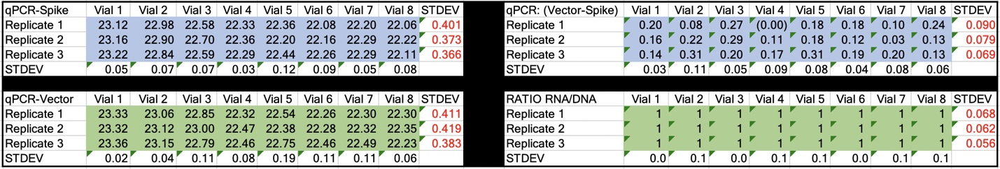 qPCR-Spike Vial 1 Vial 2 Vial 3 Vial 4 Vial 5 Vial 6 Vial 7 Vial 8 STDEV
Replicate 1 23.12 22.98 22.58 22.33 22.36 22.08 22.20 22.06 0.401
Replicate 2 23.16 22.90 22.70 22.36 22.20 22.16 22.29 22.22 0.373
Replicate 3 23.22 22.84 22.59 22.29 22.44 22.26 22.29 22.11 0.366
STDEV 0.05 0.07 0.07 0.03 0.12 0.09 0.05 0.08
qPCR: (Vector-Spike) Vial 1 Vial 2 Vial 3 Vial 4 Vial 5 Vial 6 Vial 7 Vial 8 STDEV
Replicate 1 0.20 0.08 0.27 (0.00) 0.18 0.18 0.10 0.24 0.090
Replicate 2 0.16 0.22 0.29 0.11 0.18 0.12 0.03 0.13 0.079
Replicate 3 0.14 0.31 0.20 0.17 0.31 0.19 0.20 0.13 0.069
STDEV 0.03 0.11 0.05 0.09 0.08 0.04 0.08 0.06
qPCR-Vector Vial 1 Vial 2 Vial 3 Vial 4 Vial 5 Vial 6 Vial 7 Vial 8 STDEV
Replicate 1 23.33 23.06 22.85 22.32 22.54 22.26 22.30 22.30 0.411
Replicate 2 23.32 23.12 23.00 22.47 22.38 22.28 22.32 22.35 0.419
Replicate 3 23.36 23.15 22.79 22.46 22.75 22.46 22.49 22.23 0.383
STDEV 0.02 0.04 0.11 0.08 0.19 0.11 0.11 0.06
RATIO RNA/DNA Vial 1 Vial 2 Vial 3 Vial 4 Vial 5 Vial 6 Vial 7 Vial 8 STDEV
Replicate 1 1 1 1 1 1 1 1 1 0.068
Replicate 2 1 1 1 1 1 1 1 1 0.062
Replicate 3 1 1 1 1 1 1 1 1 0.056
STDEV 0.0 0.1 0.0 0.1 0.1 0.0 0.1 0.1